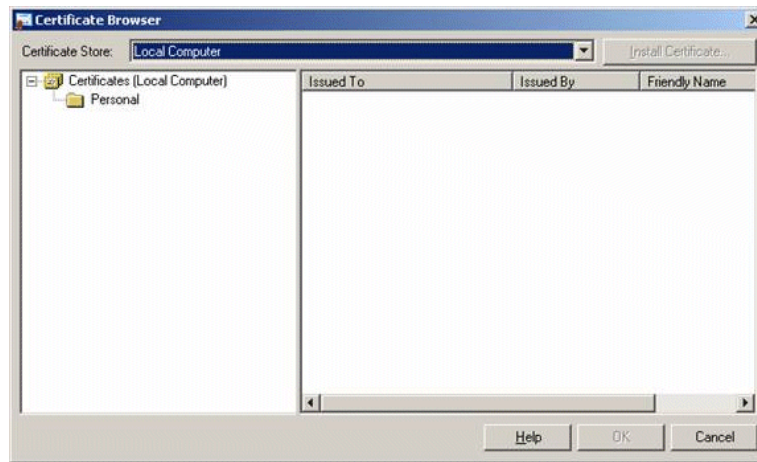 Certificate Browser
Certificate Store: Local Computer Install Certificate...
Certificates (Local Computer)
Personal
Issued To Issued By Friendly Name
Help OK Cancel